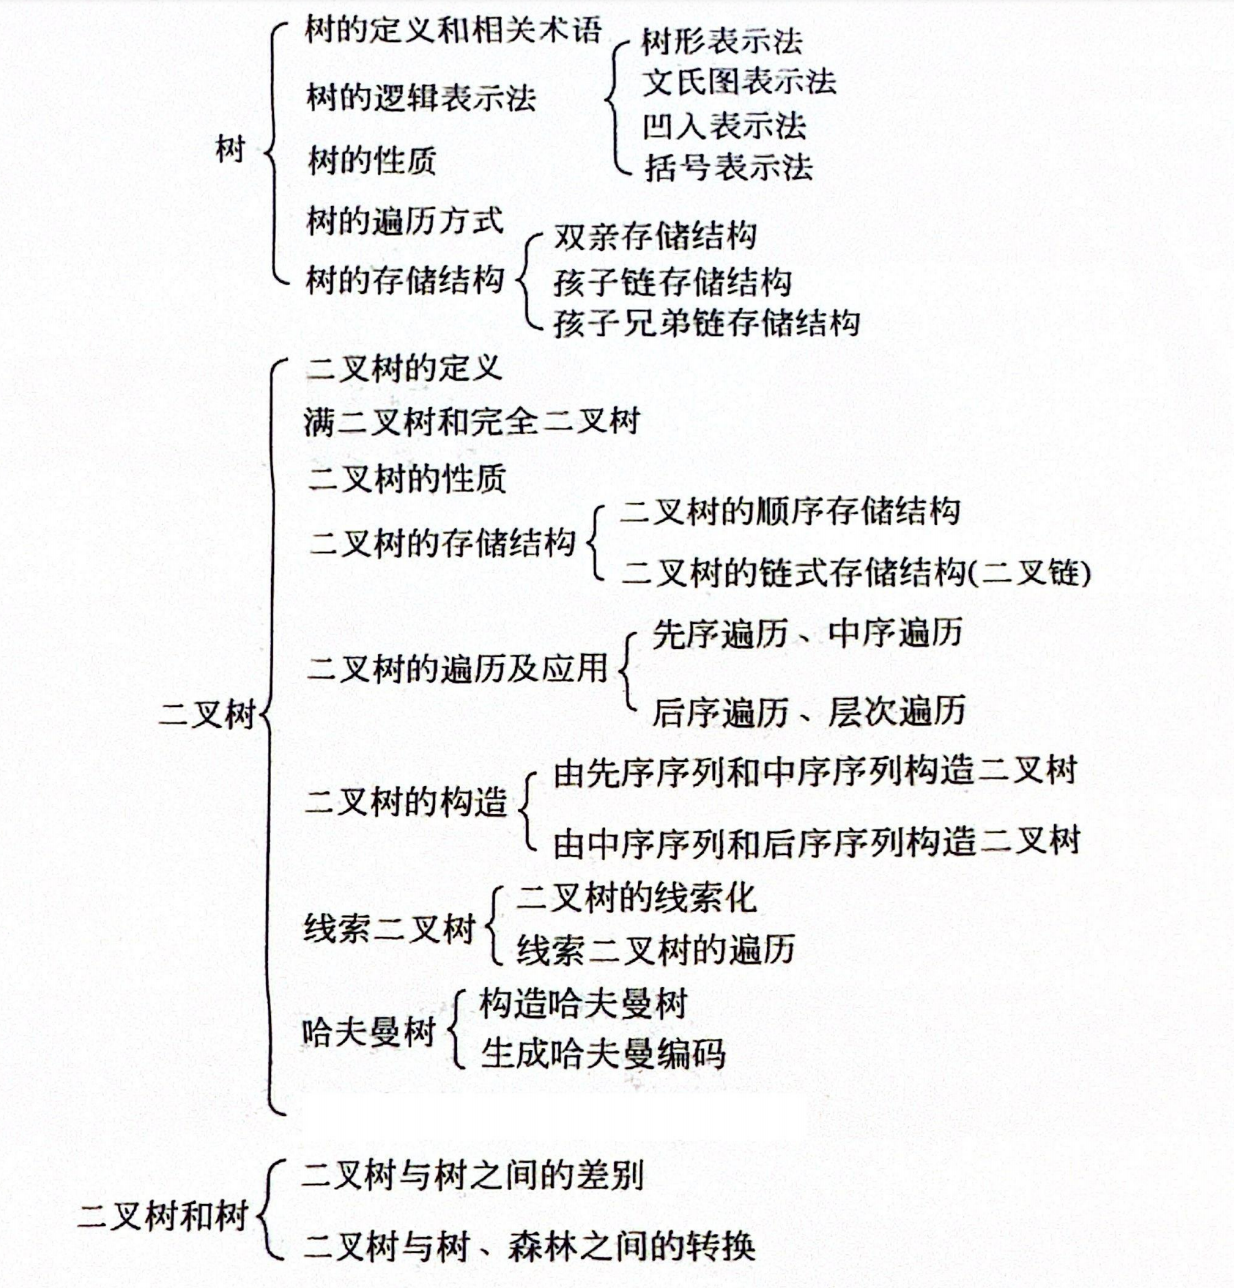 树
树的定义和相关术语
树的逻辑表示法
树形表示法
文氏图表示法
凹入表示法
括号表示法
树的性质
树的遍历方式
树的存储结构
双亲存储结构
孩子链存储结构
孩子兄弟链存储结构
二叉树
二叉树的定义
满二叉树和完全二叉树
二叉树的性质
二叉树的存储结构
二叉树的顺序存储结构
二叉树的链式存储结构(二叉链)
二叉树的遍历及应用
先序遍历、中序遍历
后序遍历、层次遍历
二叉树的构造
由先序序列和中序序列构造二叉树
由中序序列和后序序列构造二叉树
线索二叉树
二叉树的线索化
线索二叉树的遍历
哈夫曼树
构造哈夫曼树
生成哈夫曼编码
二叉树和树
二叉树与树之间的差别
二叉树与树、森林之间的转换